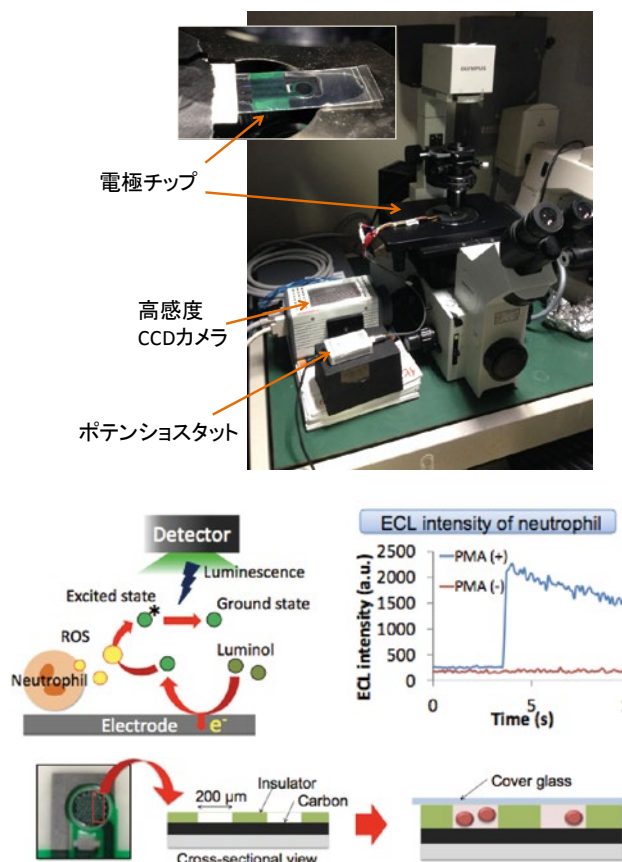 OLYMPUS
電極チップ
高感度
CCDカメラ
ポテンショスタット
Detector
Luminescence
Excited state
*
Ground state
ROS
Luminol
Neutrophil
Electrode
e-
ECL intensity of neutrophil
ECL intensity (a.u.)
2500
2000
1500
1000
500
0
PMA (+)
PMA (-)
0
5
Time (s)
200 μm
Insulator
Carbon
Cross-sectional view
Cover glass